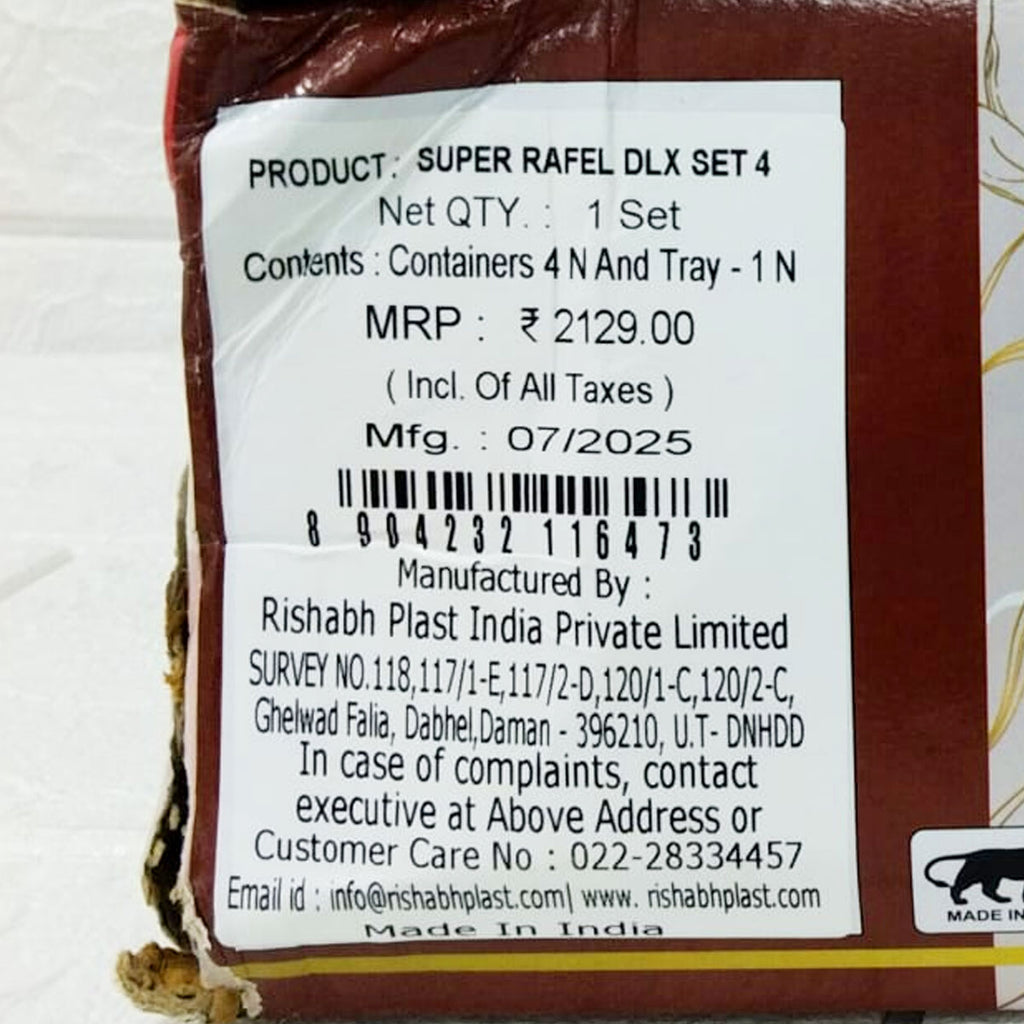 PRODUCT: SUPER RAFEL DLX SET 4
Net QTY. : 1 Set
Contents : Containers 4 N And Tray - 1 N
MRP : ₹ 2129.00
( Incl. Of All Taxes )
Mfg. : 07/2025
8 904232 116473
Manufactured By :
Rishabh Plast India Private Limited
SURVEY NO.118,117/1-E,117/2-D,120/1-C,120/2-C,
Ghelwad Falia, Dabhel,Daman - 396210, U.T- DNHDD
In case of complaints, contact
executive at Above Address or
Customer Care No : 022-28334457
Email id : info@rishabhplast.com| www. rishabhplast.com
Made In India
MADE IN